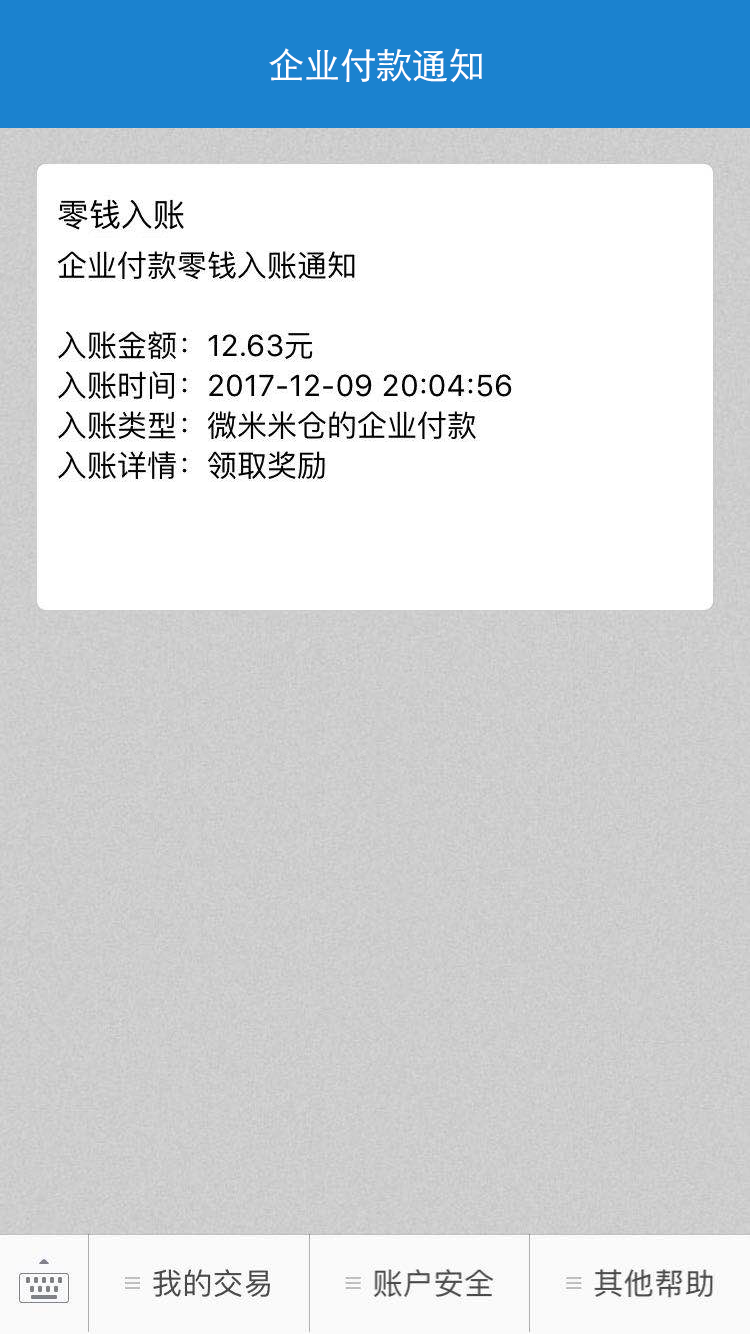 企业付款通知
零钱入账
企业付款零钱入账通知
入账金额：12.63元
入账时间：2017-12-09 20:04:56
入账类型：微米米仓的企业付款
入账详情：领取奖励
我的交易
账户安全
其他帮助